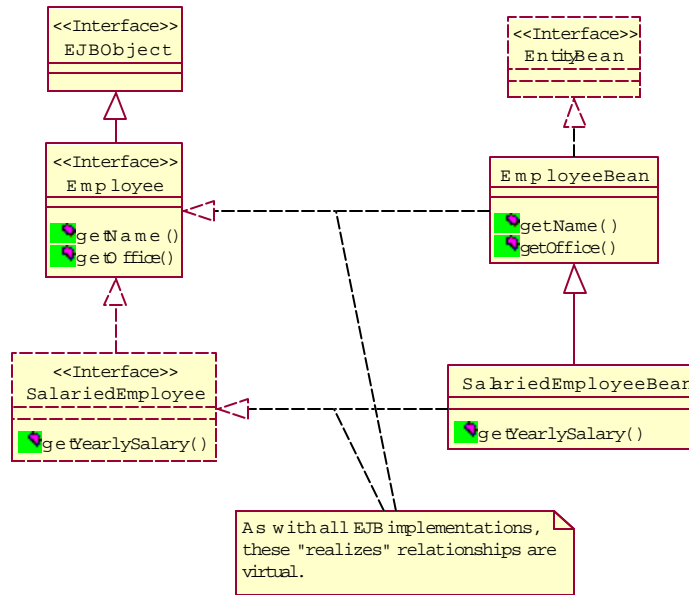 <<Interface>>
EJBObject
<<Interface>>
EntityBean
<<Interface>>
Employee
getName()
getOffice()
EmployeeBean
getName()
getOffice()
<<Interface>>
SalariedEmployee
getYearlySalary()
SalariedEmployeeBean
getYearlySalary()
As with all EJB implementations,
these "realizes" relationships are
virtual.